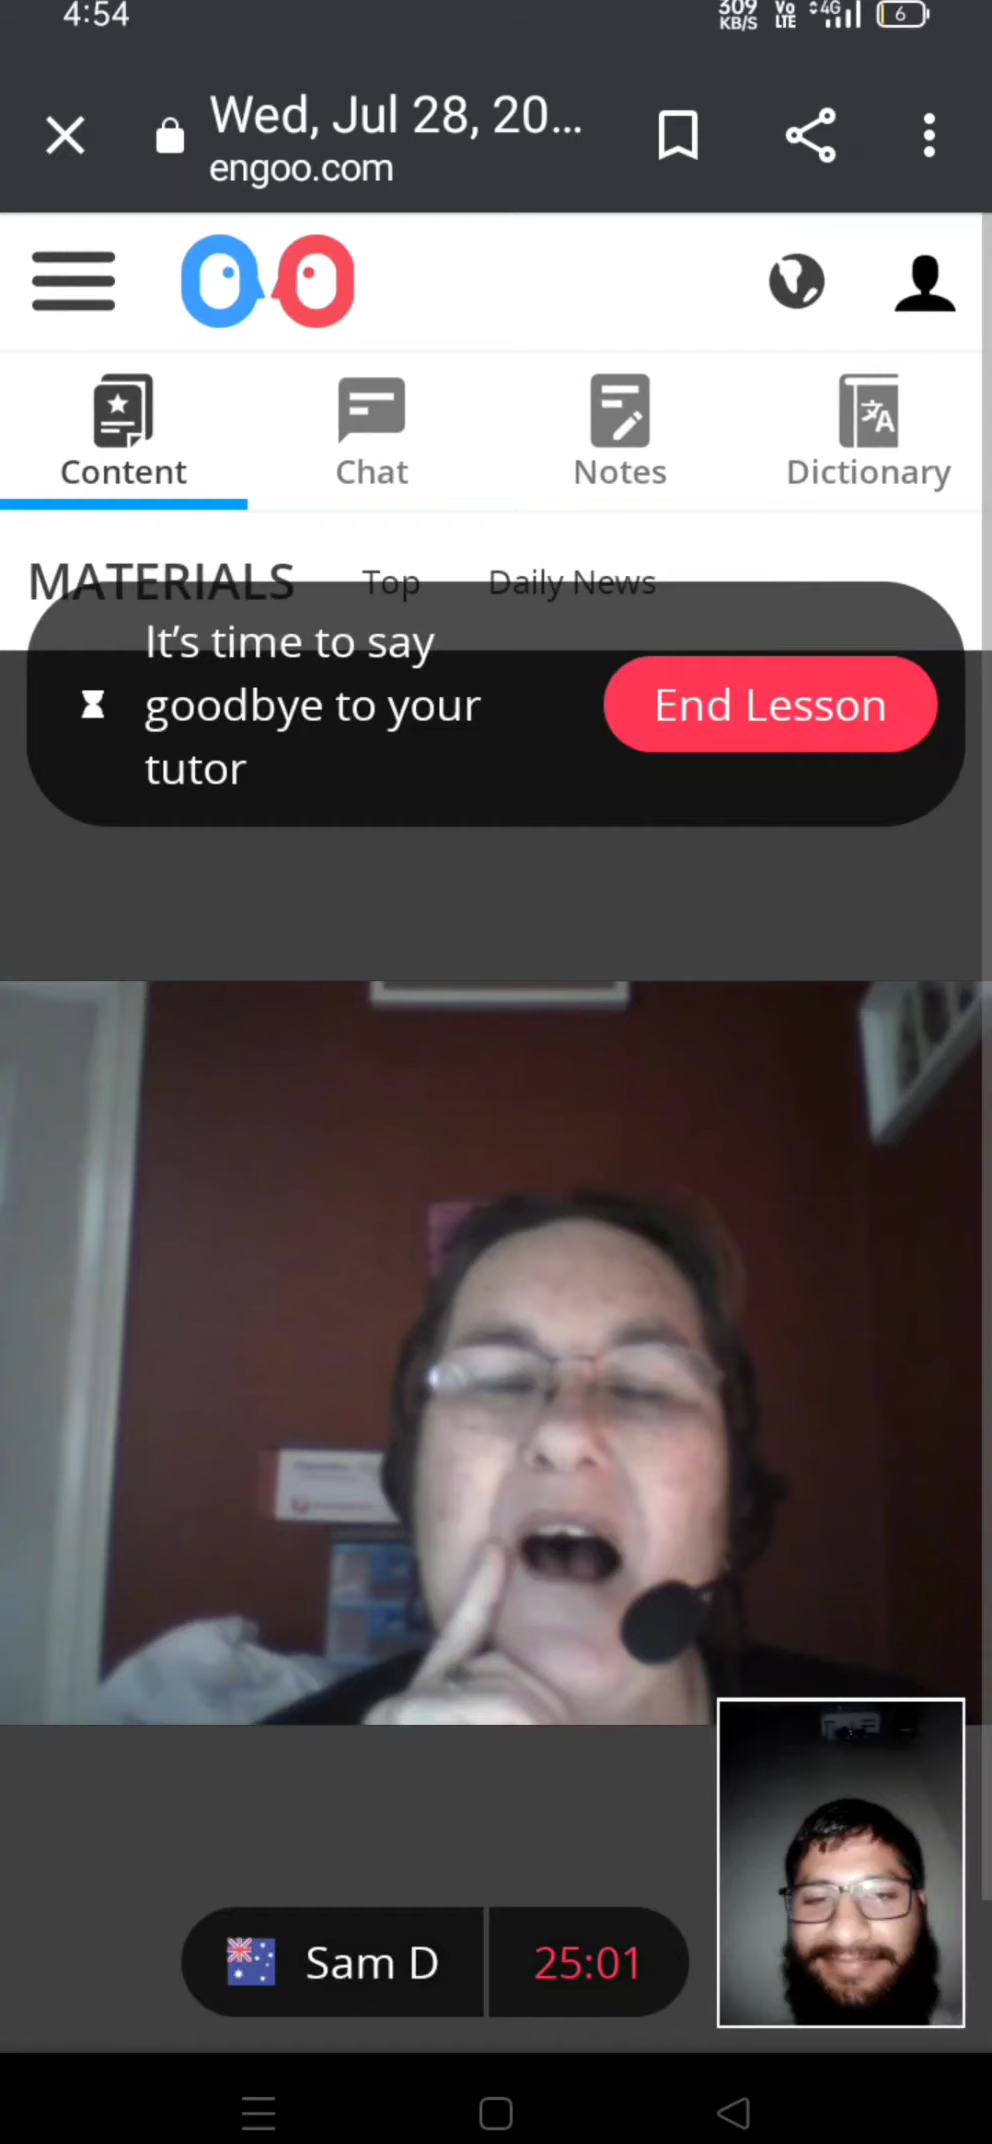 4:54
309 KB/S Vo LTE 4G 6
Wed, Jul 28, 20...
engoo.com
Content Chat Notes Dictionary
MATERIALS Top Daily News
It's time to say
goodbye to your
tutor
End Lesson
Sam D 25:01